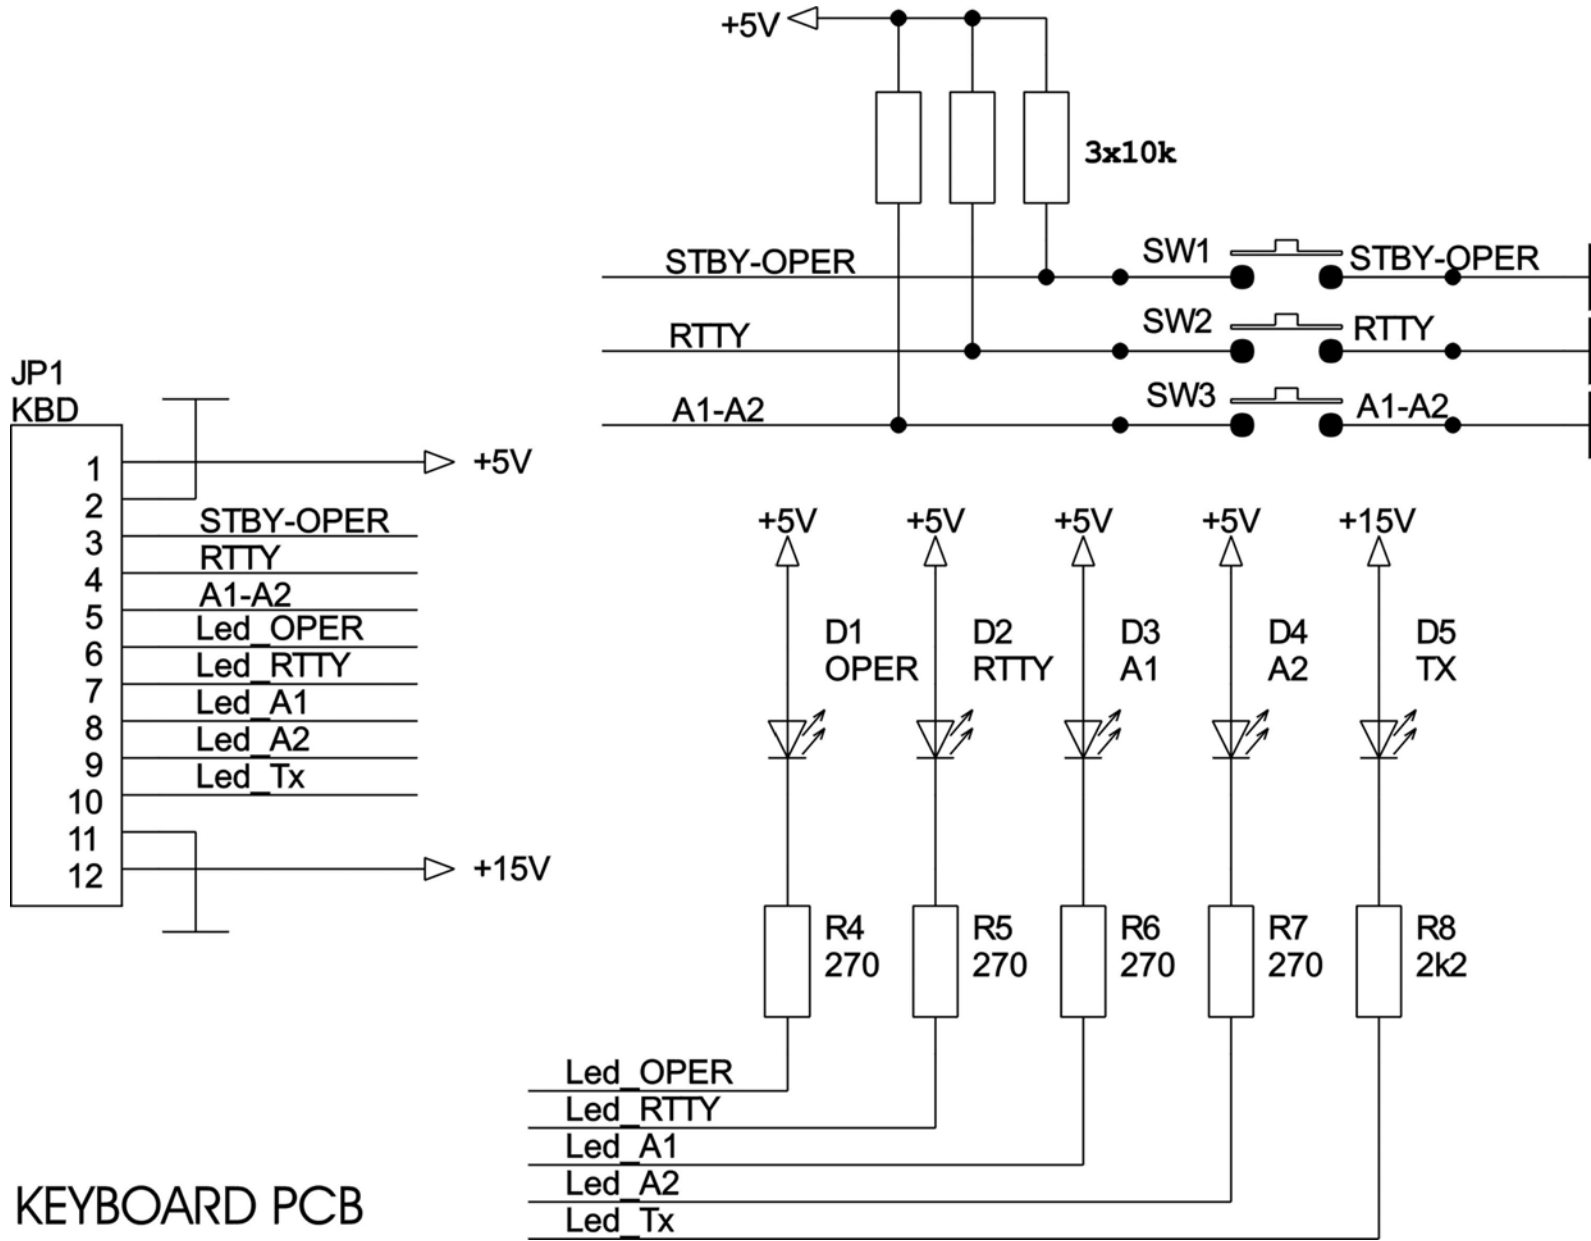 +5V
3x10k
STBY-OPER
SW1
STBY-OPER
RTTY
SW2
RTTY
A1-A2
SW3
A1-A2
JP1
KBD
1
+5V
2
STBY-OPER
3
RTTY
4
A1-A2
5
Led_OPER
6
Led_RTTY
7
Led_A1
8
Led_A2
9
Led_Tx
10
11
12
+15V
+5V
+5V
+5V
+5V
+15V
D1
OPER
D2
RTTY
D3
A1
D4
A2
D5
TX
R4
270
R5
270
R6
270
R7
270
R8
2k2
Led_OPER
Led_RTTY
Led_A1
Led_A2
Led_Tx
KEYBOARD PCB